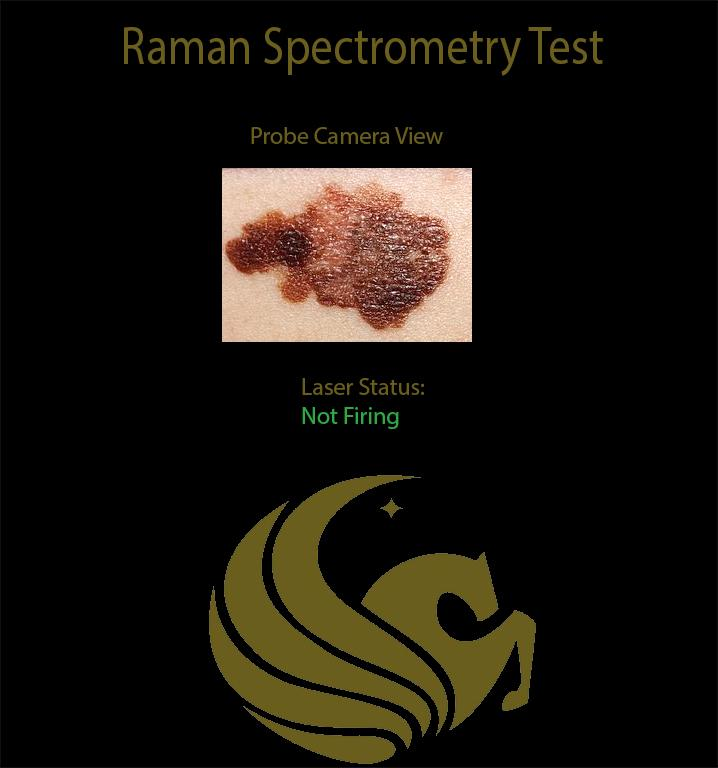 Raman Spectrometry Test
Probe Camera View
Laser Status:
Not Firing